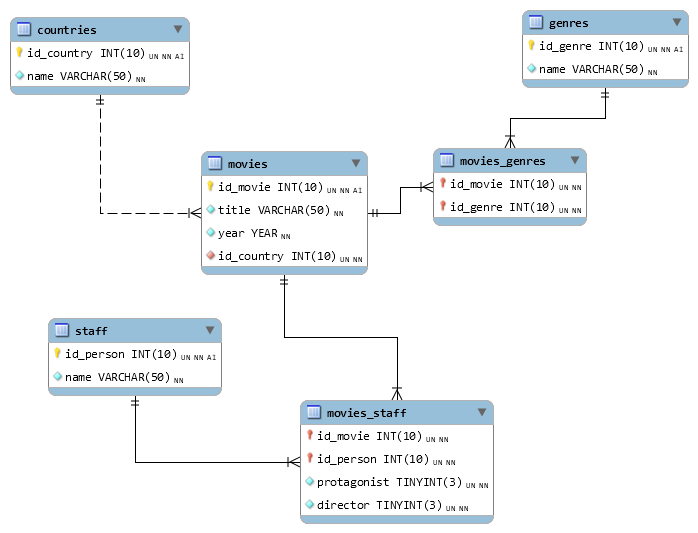 countries
id_country INT(10) UN NN AI
name VARCHAR(50) NN
genres
id_genre INT(10) UN NN AI
name VARCHAR(50) NN
movies
id_movie INT(10) UN NN AI
title VARCHAR(50) NN
year YEAR NN
id_country INT(10) UN NN
movies_genres
id_movie INT(10) UN NN
id_genre INT(10) UN NN
staff
id_person INT(10) UN NN AI
name VARCHAR(50) NN
movies_staff
id_movie INT(10) UN NN
id_person INT(10) UN NN
protagonist TINYINT(3) UN NN
director TINYINT(3) UN NN